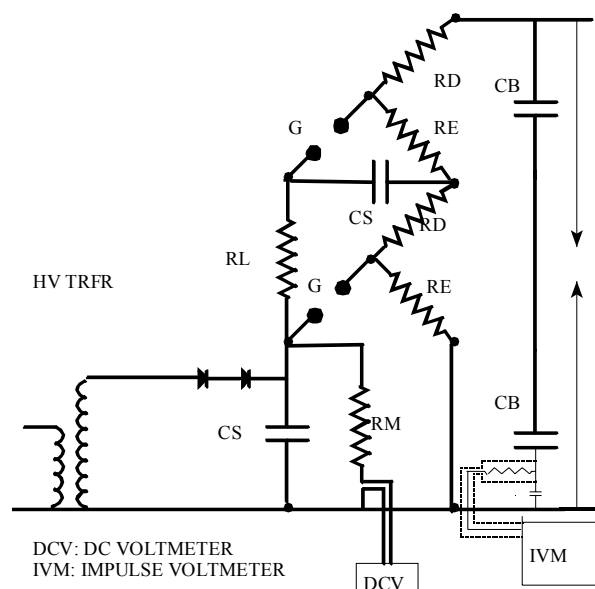 RD
CB
G
RE
CS
RD
RL
HV TRFR
G
RE
CB
CS
RM
DCV: DC VOLTMETER
IVM: IMPULSE VOLTMETER
IVM
DCV